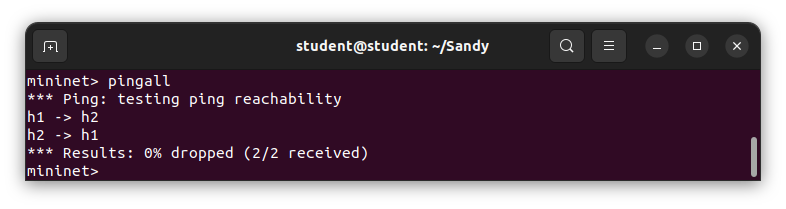 student@student: ~/Sandy
mininet> pingall
*** Ping: testing ping reachability
h1 -> h2
h2 -> h1
*** Results: 0% dropped (2/2 received)
mininet>